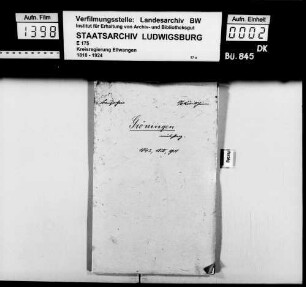 Verfilmungsstelle: Landesarchiv BW
Institut für Erhaltung von Archiv- und Bibliotheksgut
STAATSARCHIV LUDWIGSBURG
E 175
Kreisregierung Ellwangen
1818 - 1924
Aufn. Film
1398
Aufn. Einheit
0002
DK
Bü. 845
Gröningen